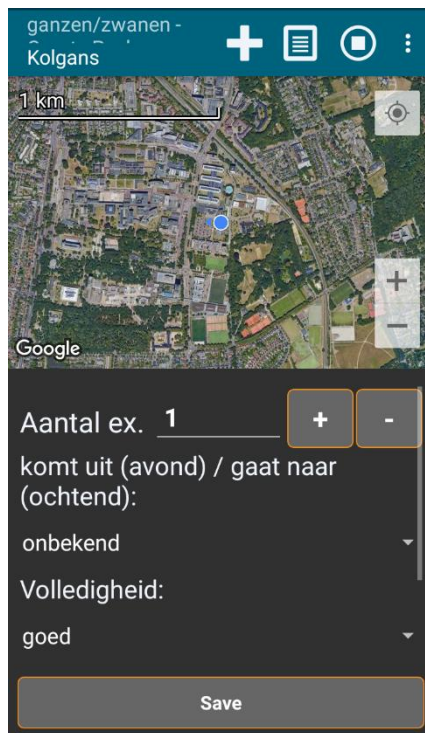 ganzen/zwanen -
Kolgans
1 km
Google
Aantal ex. 1 + -
komt uit (avond) / gaat naar
(ochtend):
onbekend
Volledigheid:
goed
Save